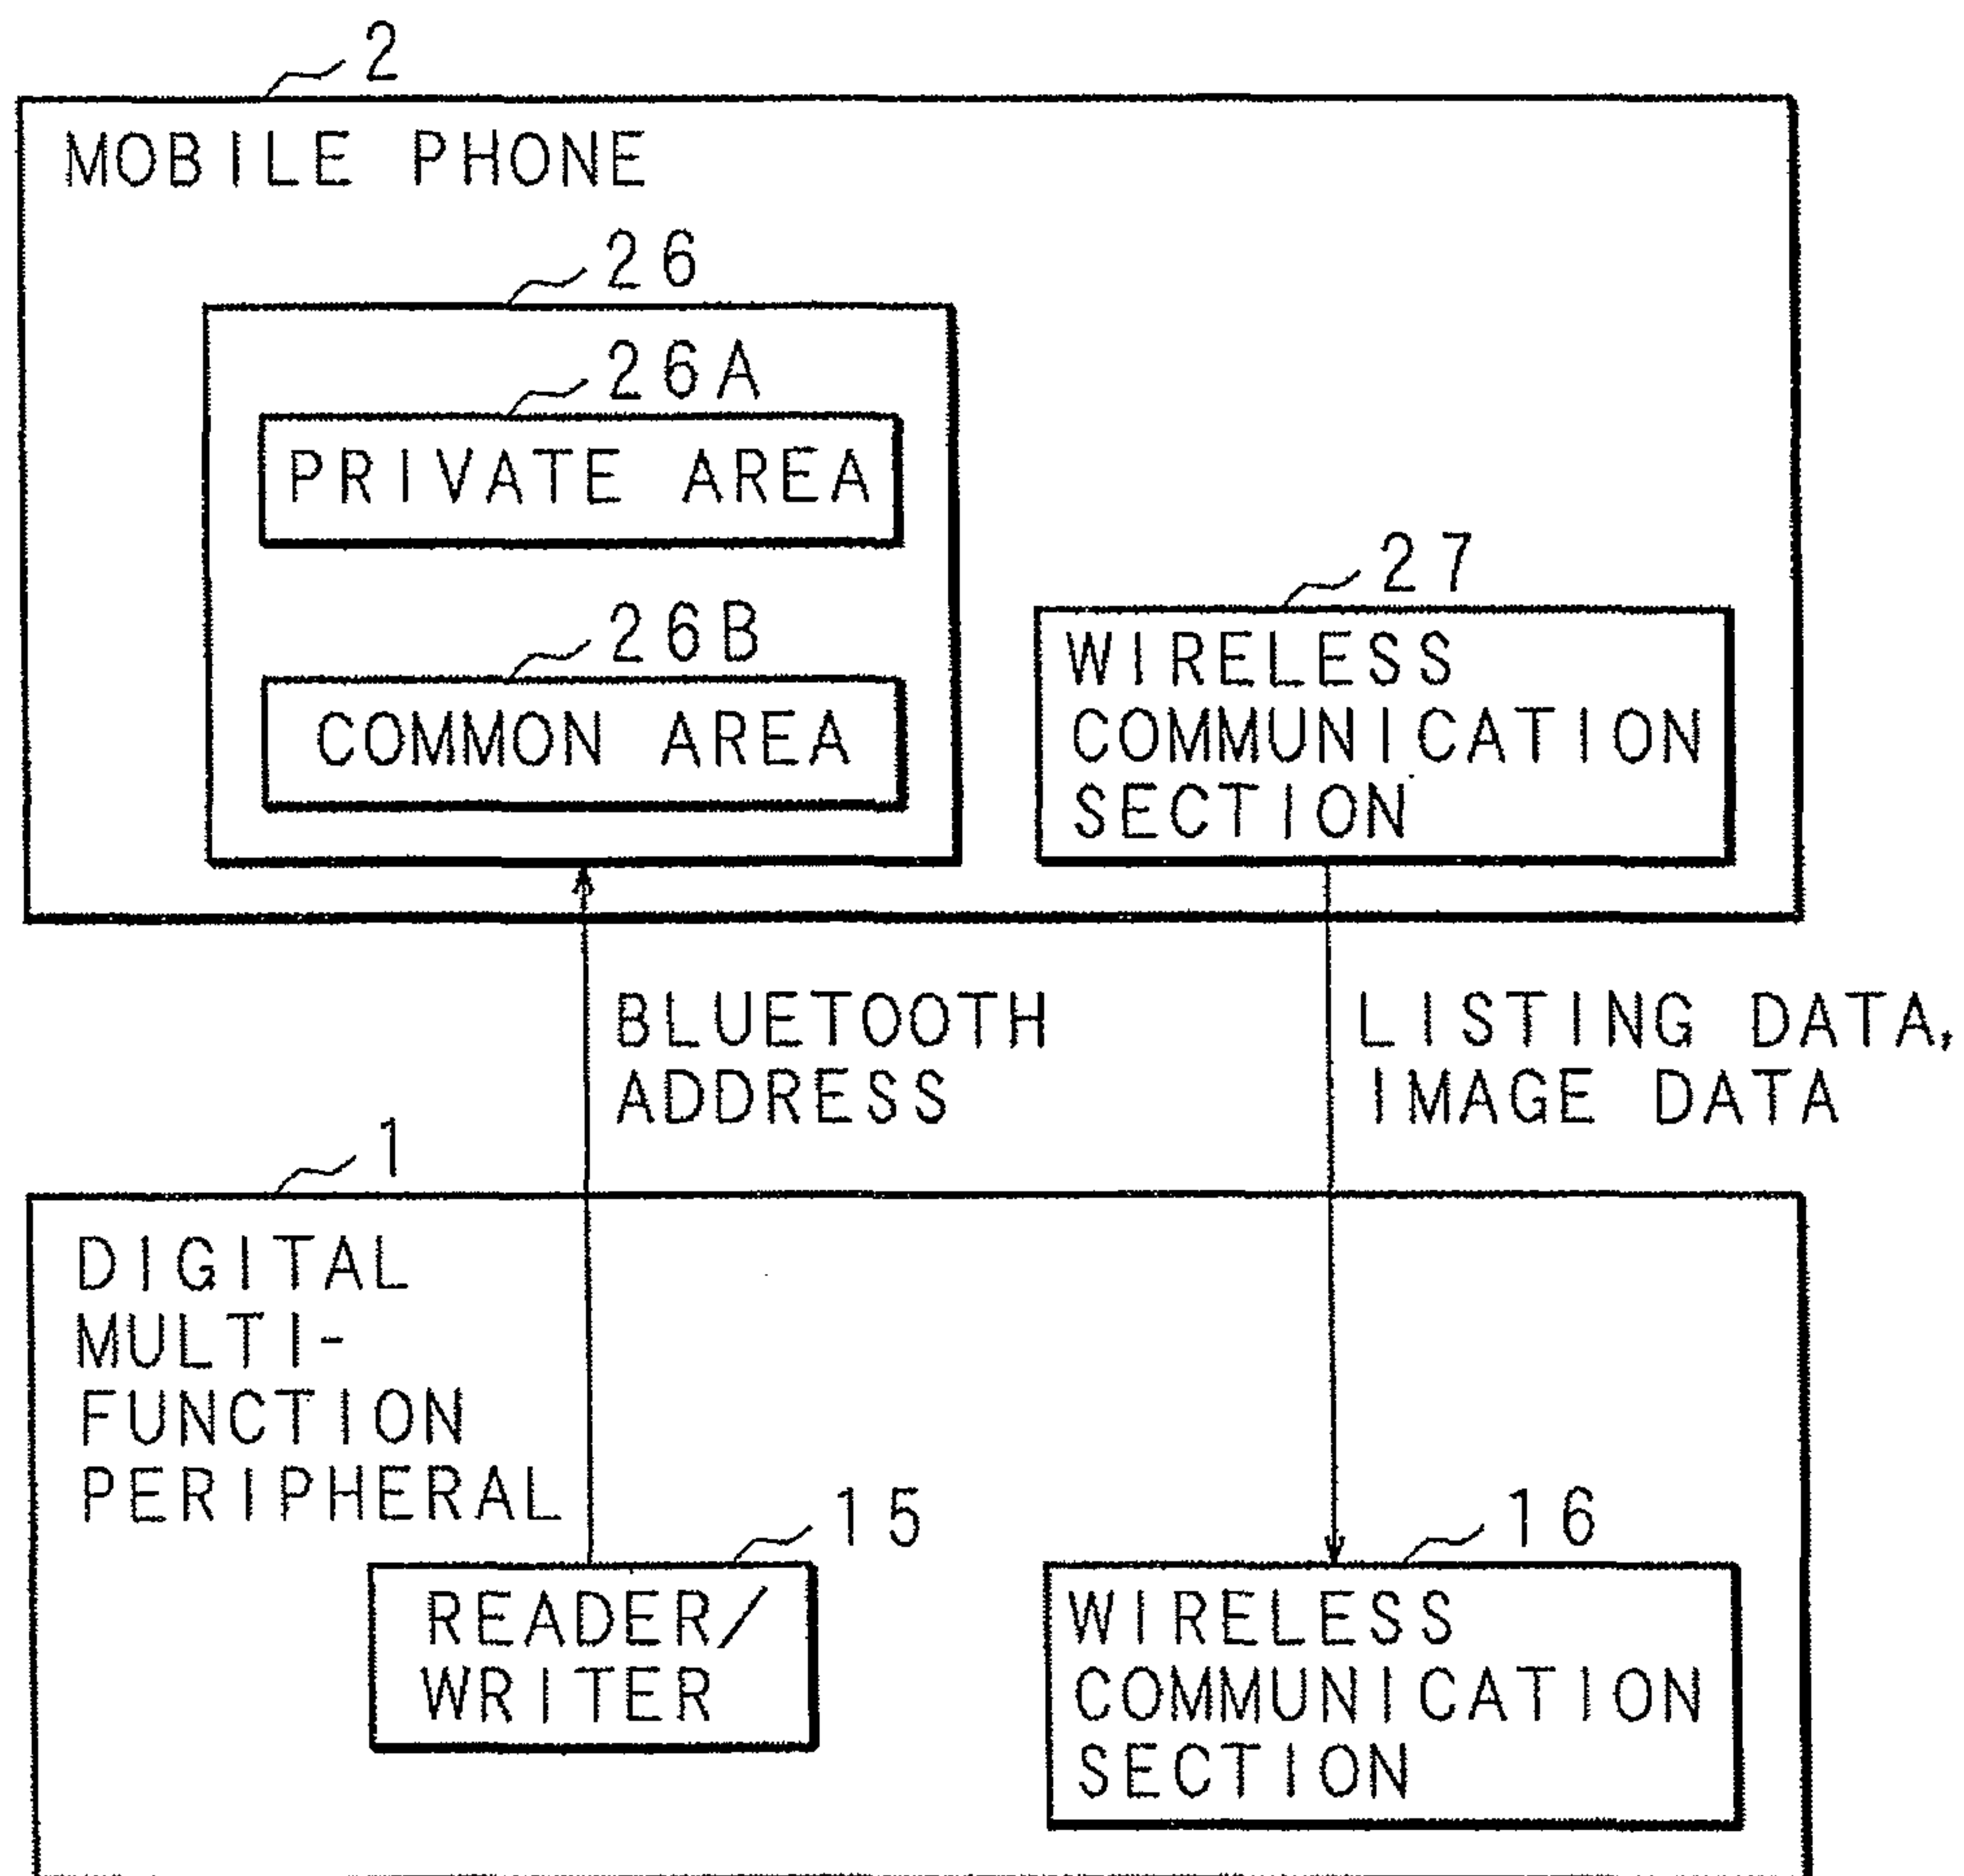 2
MOBILE PHONE
26
26A
PRIVATE AREA
26B
COMMON AREA
27
WIRELESS
COMMUNICATION
SECTION
BLUETOOTH
ADDRESS
LISTING DATA,
IMAGE DATA
1
DIGITAL
MULTI-
FUNCTION
PERIPHERAL
15
READER/
WRITER
16
WIRELESS
COMMUNICATION
SECTION